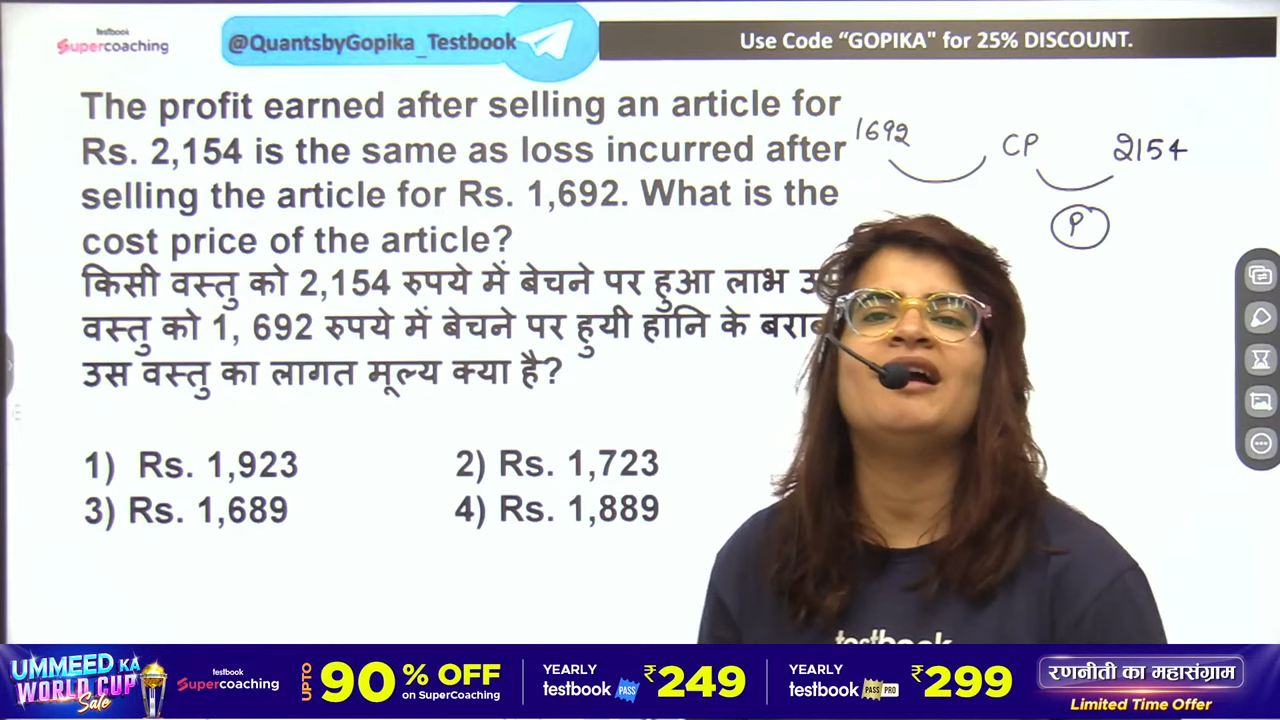 testbook
Supercoaching
@QuantsbyGopika_Testbook
Use Code “GOPIKA" for 25% DISCOUNT.
The profit earned after selling an article for
Rs. 2,154 is the same as loss incurred after
selling the article for Rs. 1,692. What is the
cost price of the article?
1692 CP 2154
P
किसी वस्तु को 2,154 रुपये में बेचने पर हुआ लाभ
वस्तु को 1, 692 रुपये में बेचने पर हुयी हानि के
उस वस्तु का लागत मूल्य क्या है?
1) Rs. 1,923 2) Rs. 1,723
3) Rs. 1,689 4) Rs. 1,889
testbook
UMMEED KA
WORLD CUP
Sale
testbook
Supercoaching
UPTO 90% OFF
on SuperCoaching
YEARLY
testbook PASS
₹249
YEARLY
testbook PASS PRO
₹299
रणनीती का महासंग्राम
Limited Time Offer